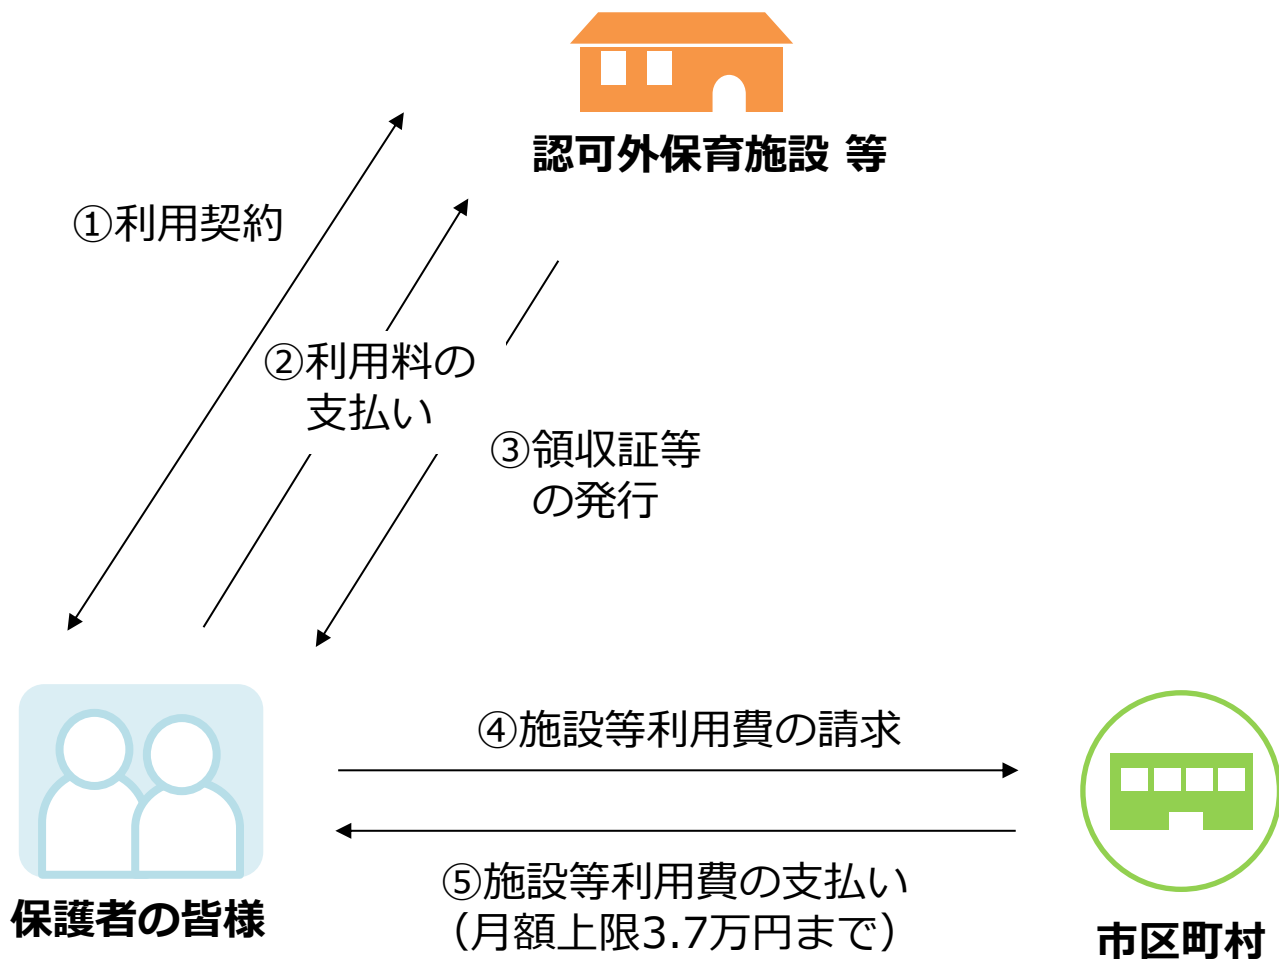 認可外保育施設 等
①利用契約
②利用料の
支払い
③領収証等
の発行
④施設等利用費の請求
⑤施設等利用費の支払い
（月額上限3.7万円まで）
保護者の皆様
市区町村